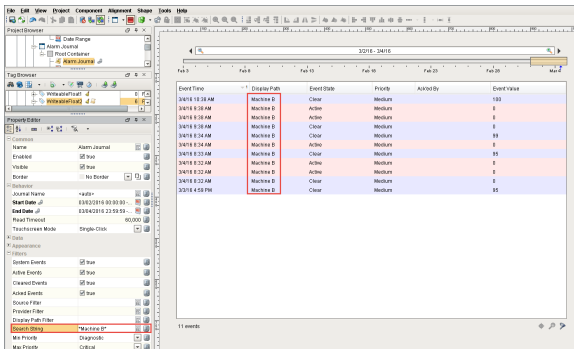 File Edit View Project Component Alignment Shape Tools Help
Project Browser
Date Range
Alarm Journal
Root Container
Alarm Journal
Tag Browser
WriteableFloat1 0
WriteableFloat2 6
Property Editor
Common
Name Alarm Journal
Enabled true
Visible true
Border No Border
Behavior
Journal Name <auto>
Start Date 03/02/2016 00:00:00
End Date 03/04/2016 23:59:59
Read Timeout 60,000
Touchscreen Mode Single-Click
Data
Appearance
Filters
System Events true
Active Events true
Cleared Events true
Acked Events true
Source Filter
Provider Filter
Display Path Filter
Search String *Machine B*
Min Priority Diagnostic
Max Priority Critical
3/2/16 - 3/4/16
Feb 3 Feb 8 Feb 13 Feb 18 Feb 23 Feb 28 Mar 4
Event Time Display Path Event State Priority Acked By Event Value
3/4/16 10:36 AM Machine B Clear Medium 100
3/4/16 9:38 AM Machine B Active Medium 0
3/4/16 9:38 AM Machine B Active Medium 0
3/4/16 9:38 AM Machine B Clear Medium 0
3/4/16 8:34 AM Machine B Clear Medium 99
3/4/16 8:34 AM Machine B Active Medium 0
3/4/16 8:33 AM Machine B Clear Medium 95
3/4/16 8:32 AM Machine B Active Medium 0
3/4/16 8:32 AM Machine B Active Medium 0
3/4/16 8:32 AM Machine B Clear Medium 0
3/3/16 4:59 PM Machine B Clear Medium 95
11 events